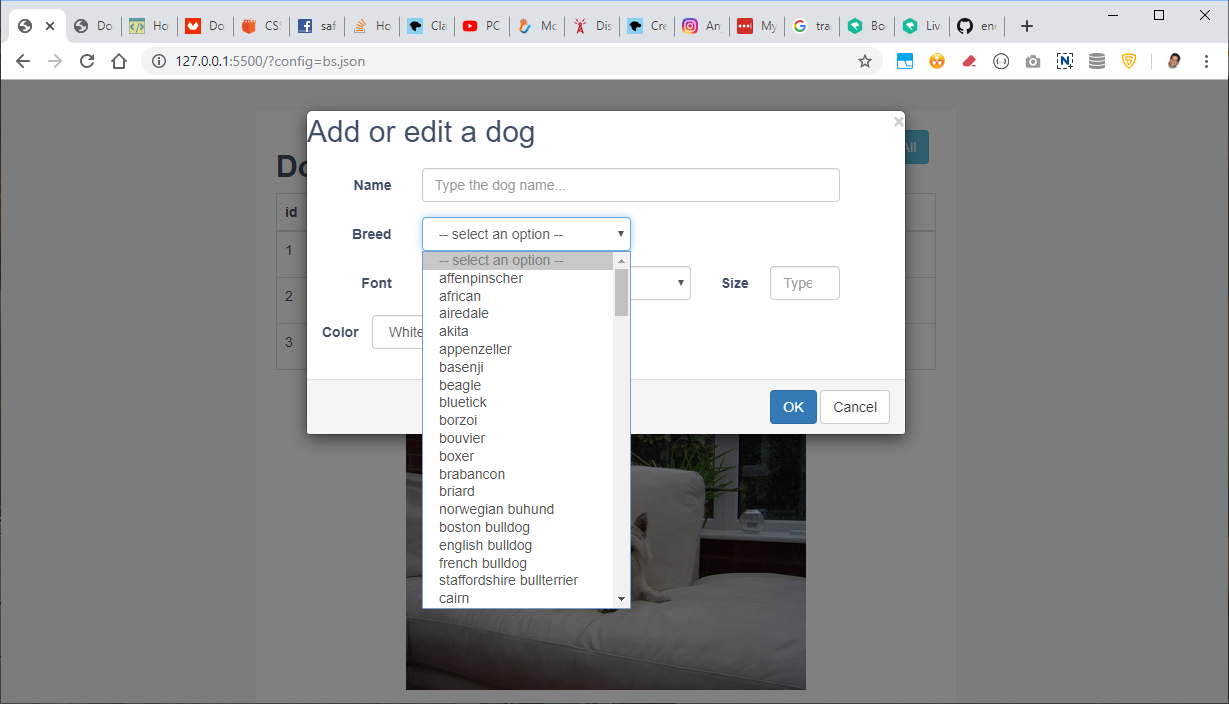 Do
Ho
Do
CS
saf
Ho
Cla
PC
Mo
Dis
Cre
An
My
tra
Bo
Live
127.0.0.1:5500/?config=bs.json
Add or edit a dog
×
All
Do
Name
Type the dog name...
id
Breed
-- select an option --
1
-- select an option --
affenpinscher
Font
Size
Type
african
2
airedale
Color
White
akita
3
appenzeller
basenji
beagle
bluetick
OK
Cancel
borzoi
bouvier
boxer
brabancon
briard
norwegian buhund
boston bulldog
english bulldog
french bulldog
staffordshire bullterrier
cairn